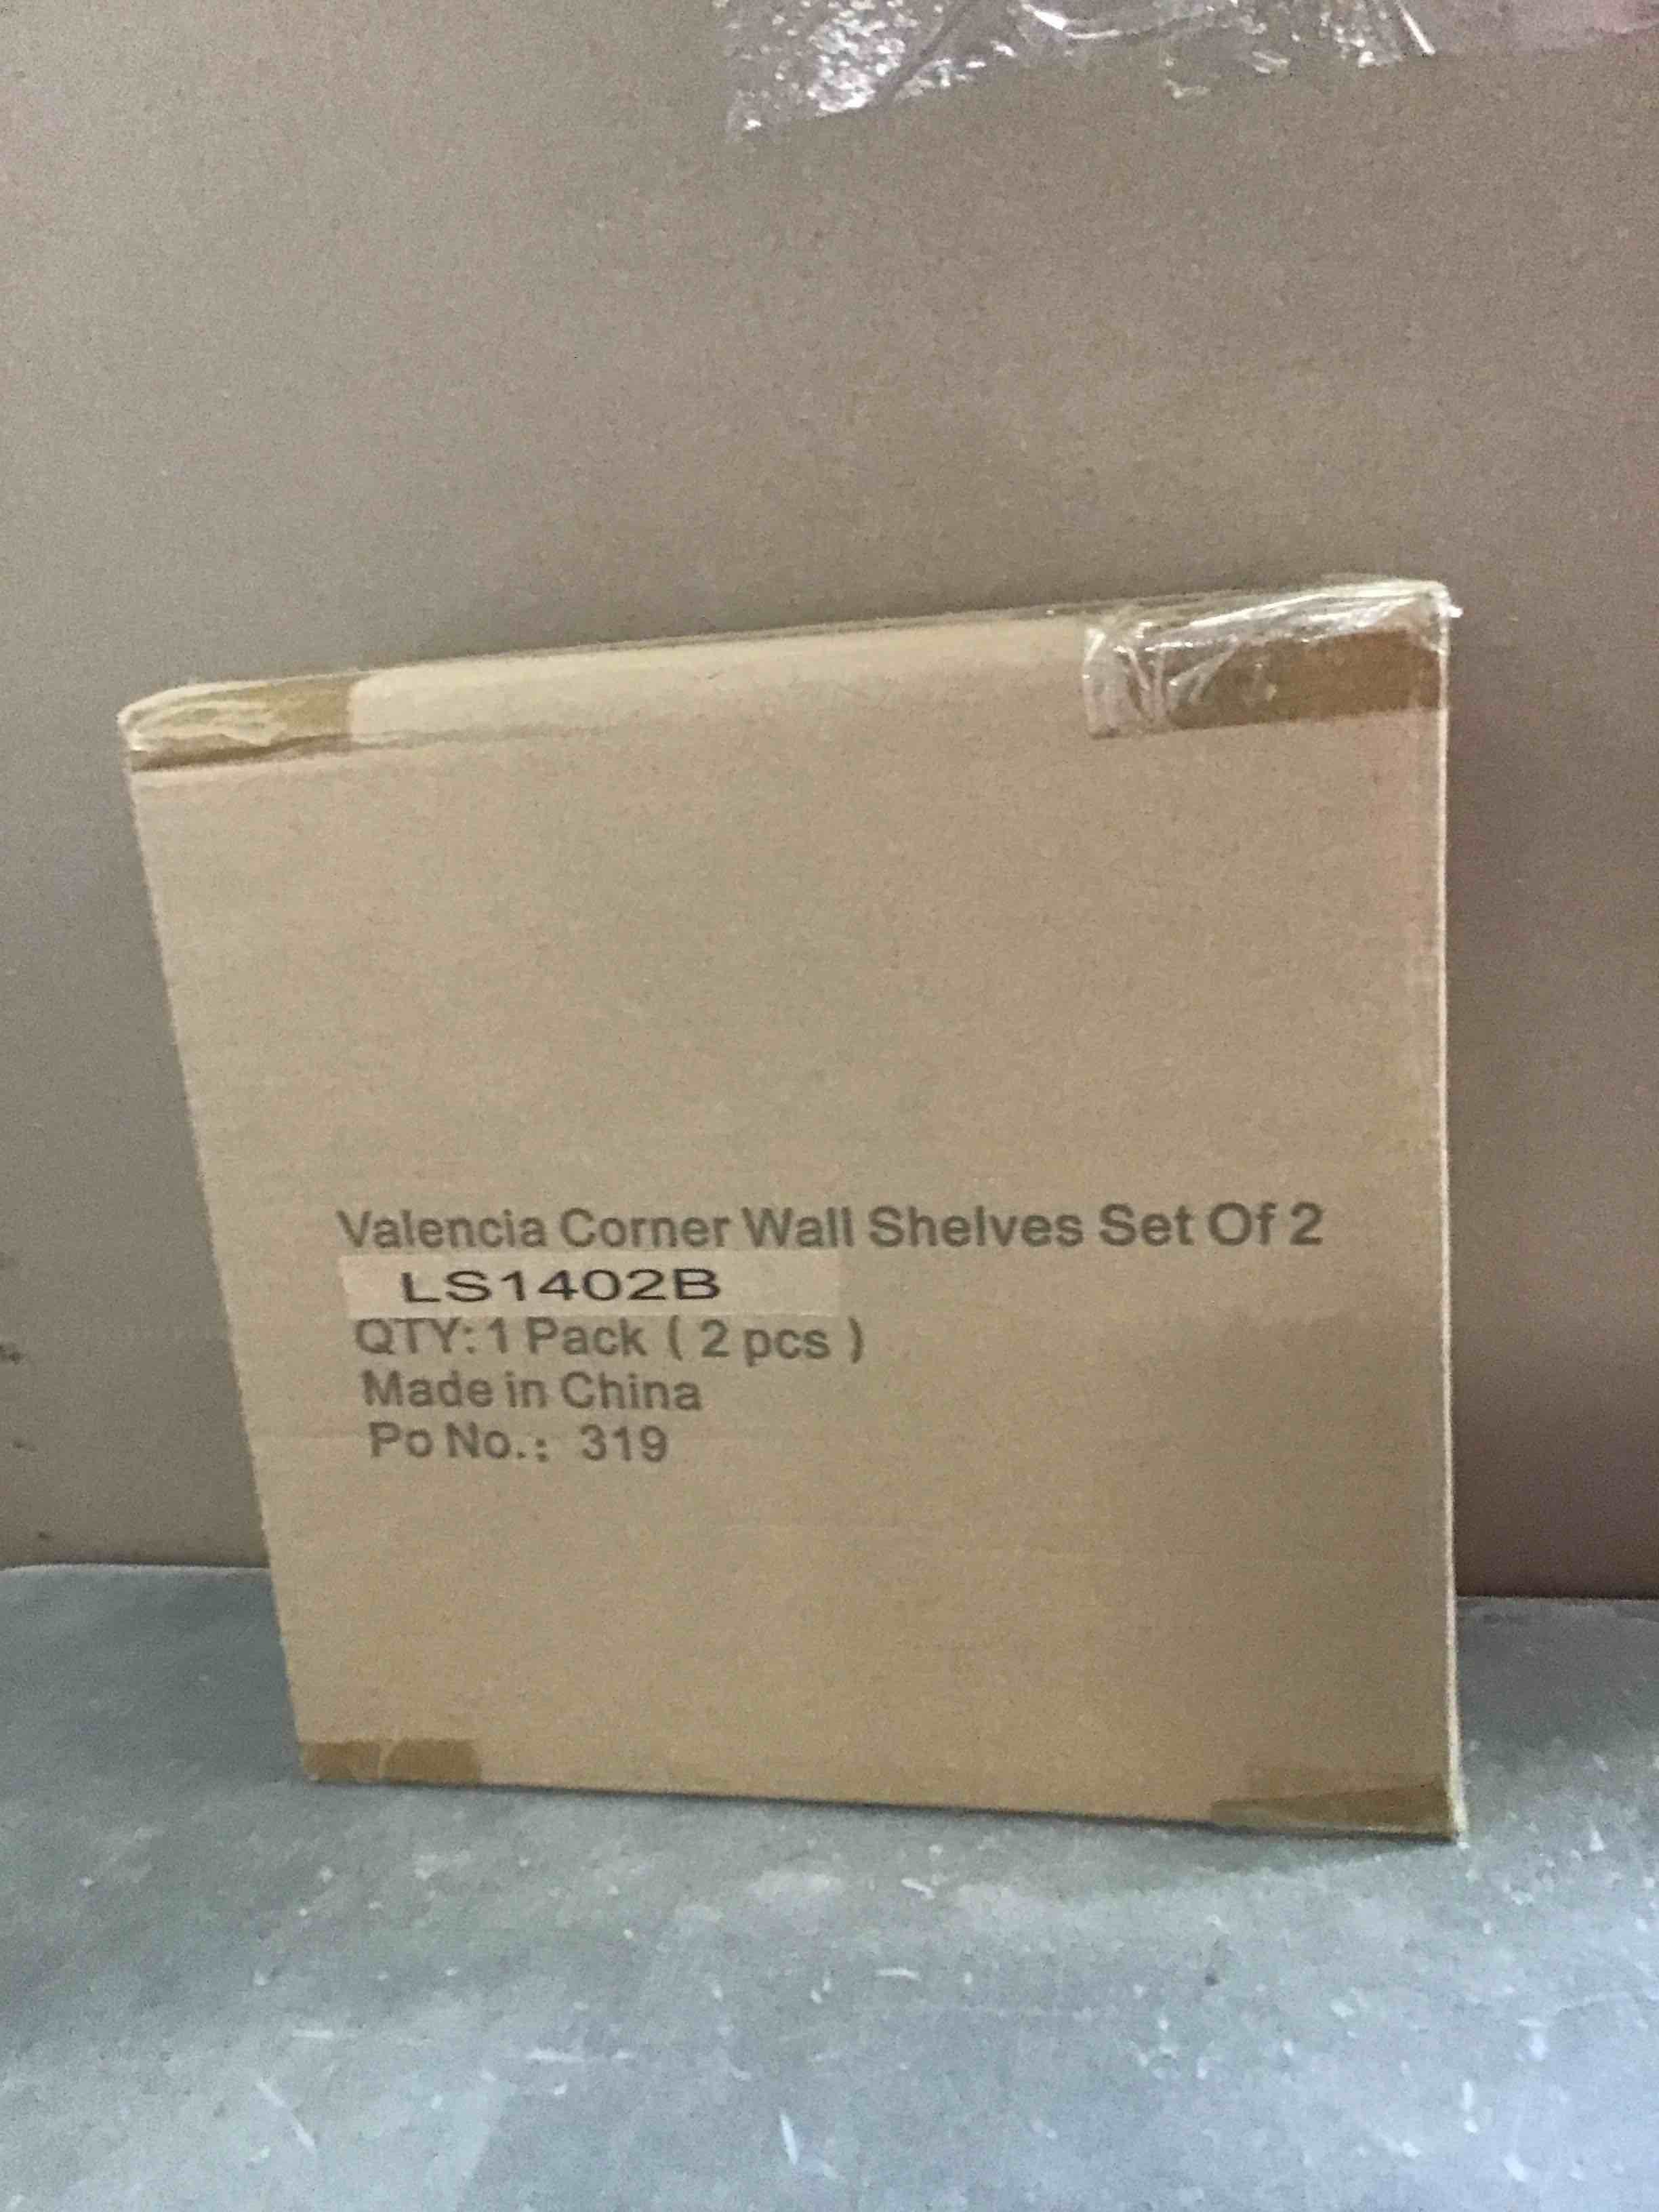 Valencia Corner Wall Shelves Set Of 2
LS1402B
QTY: 1 Pack ( 2 pcs )
Made in China
Po No.: 319